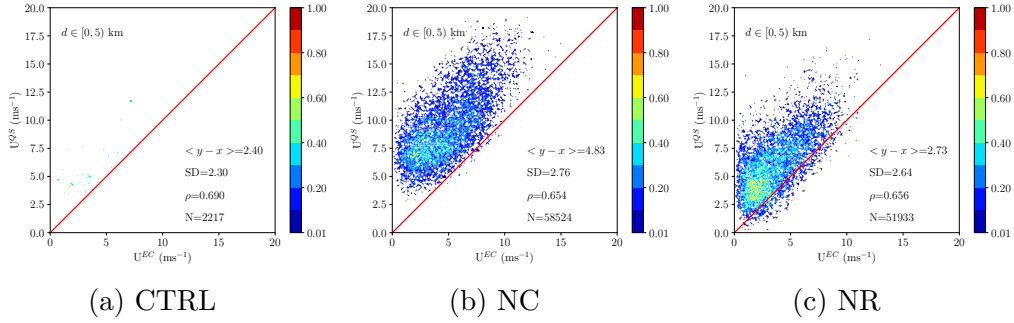 20.0
17.5
15.0
12.5
10.0
7.5
5.0
2.5
0.0
U^{QS} (ms^{-1})
0
5
10
15
20
U^{EC} (ms^{-1})
d ∈ [0, 5) km
< y − x >=2.40
SD=2.30
ρ=0.690
N=2217
1.00
0.80
0.60
0.40
0.20
0.01
(a) CTRL
20.0
17.5
15.0
12.5
10.0
7.5
5.0
2.5
0.0
U^{QS} (ms^{-1})
0
5
10
15
20
U^{EC} (ms^{-1})
d ∈ [0, 5) km
< y − x >=4.83
SD=2.76
ρ=0.654
N=58524
1.00
0.80
0.60
0.40
0.20
0.01
(b) NC
20.0
17.5
15.0
12.5
10.0
7.5
5.0
2.5
0.0
U^{QS} (ms^{-1})
0
5
10
15
20
U^{EC} (ms^{-1})
d ∈ [0, 5) km
< y − x >=2.73
SD=2.64
ρ=0.656
N=51933
1.00
0.80
0.60
0.40
0.20
0.01
(c) NR